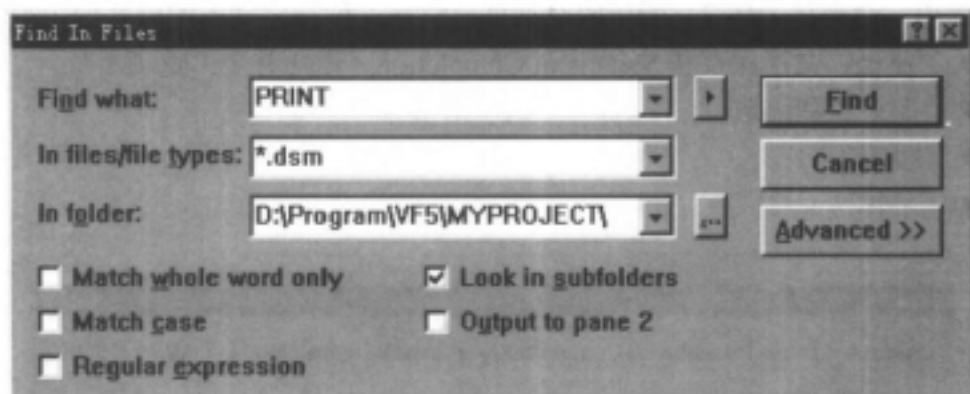 Find In Files
Find what: PRINT Find
In files/file types: *.dsm Cancel
In folder: D:\Program\VF5\MYPROJECT\ ... Advanced >>
Match whole word only Look in subfolders
Match case Output to pane 2
Regular expression